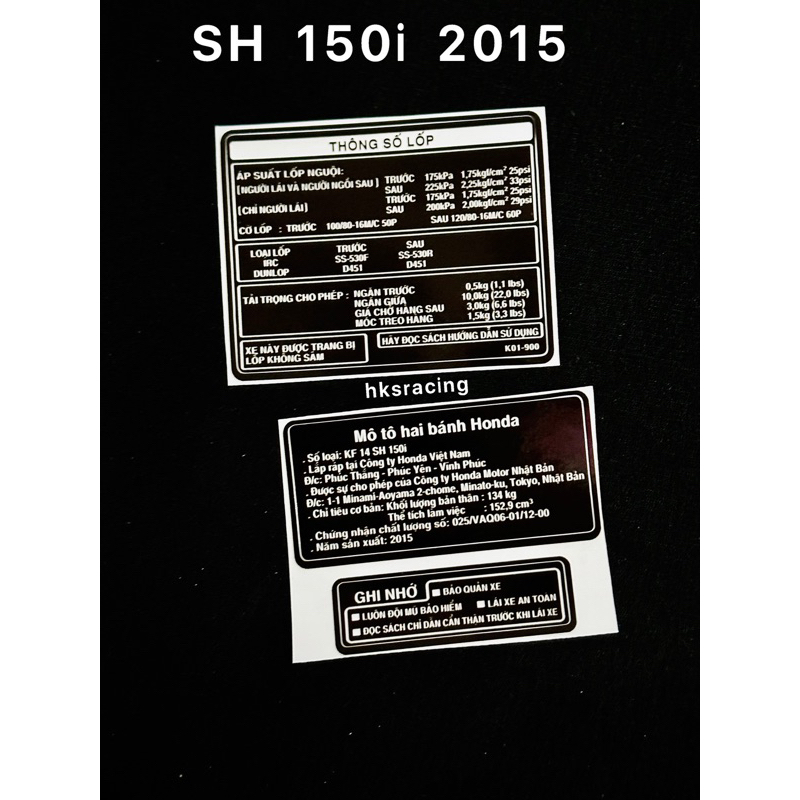 SH 150i 2015
THÔNG SỐ LỐP
ÁP SUẤT LỐP NGUỘI:
[NGƯỜI LÁI VÀ NGƯỜI NGỒI SAU] TRƯỚC 175kPa 1,75kgf/cm² 25psi
SAU 225kPa 2,25kgf/cm² 33psi
[CHỈ NGƯỜI LÁI] TRƯỚC 175kPa 1,75kgf/cm² 25psi
SAU 200kPa 2,00kgf/cm² 29psi
CỠ LỐP : TRƯỚC 100/80-16M/C 50P SAU 120/80-16M/C 60P
LOẠI LỐP TRƯỚC SAU
IRC SS-530F SS-530R
DUNLOP D451 D451
TẢI TRỌNG CHO PHÉP : NGĂN TRƯỚC 0,5kg (1,1 lbs)
NGĂN GIỮA 10,0kg (22,0 lbs)
GIÁ CHỞ HÀNG SAU 3,0kg (6,6 lbs)
MÓC TREO HÀNG 1,5kg (3,3 lbs)
XE NÀY ĐƯỢC TRANG BỊ
LỐP KHÔNG SĂM
HÃY ĐỌC SÁCH HƯỚNG DẪN SỬ DỤNG
K01-900
hksracing
Mô tô hai bánh Honda
. Số loại: KF 14 SH 150i
. Lắp ráp tại Công ty Honda Việt Nam
Đ/c: Phúc Thắng - Phúc Yên - Vĩnh Phúc
. Được sự cho phép của Công ty Honda Motor Nhật Bản
Đ/c: 1-1 Minami-Aoyama 2-chome, Minato-ku, Tokyo, Nhật Bản
. Chỉ tiêu cơ bản: Khối lượng bản thân : 134 kg
Thể tích làm việc : 152,9 cm³
. Chứng nhận chất lượng số: 025/VAQ06-01/12-00
. Năm sản xuất: 2015
GHI NHỚ ■ BẢO QUẢN XE
■ LUÔN ĐỘI MŨ BẢO HIỂM ■ LÁI XE AN TOÀN
■ ĐỌC SÁCH CHỈ DẪN CẨN THẬN TRƯỚC KHI LÁI XE